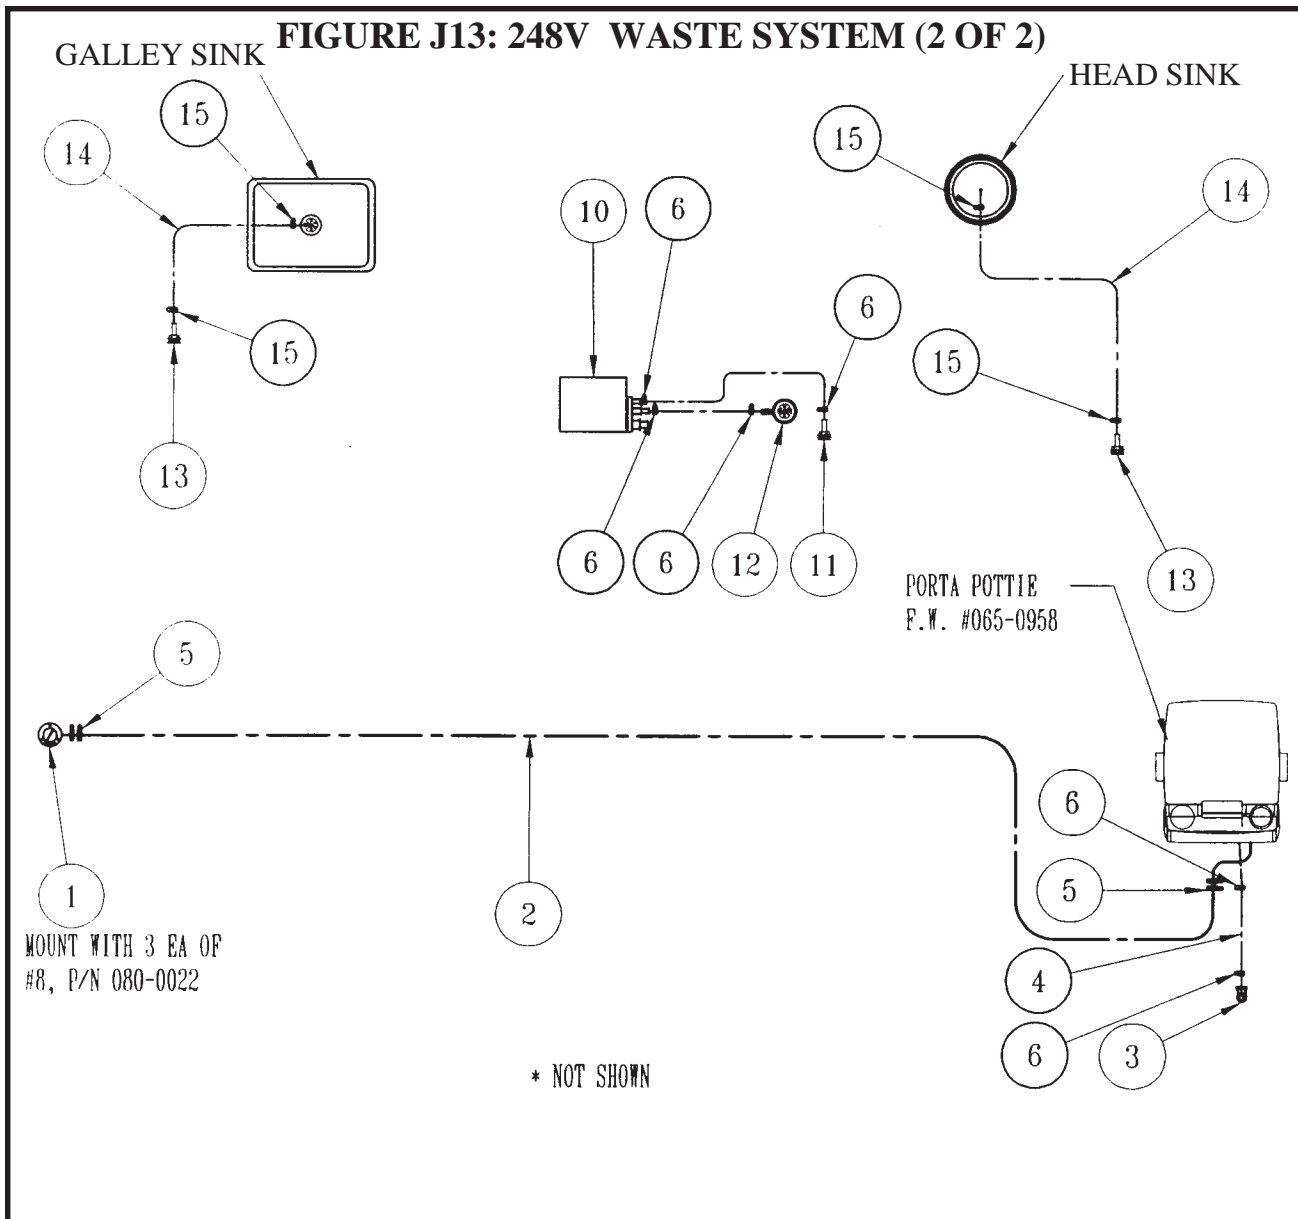 FIGURE J13: 248V WASTE SYSTEM (2 OF 2)
GALLEY SINK
HEAD SINK
15
14
15
10
6
14
6
15
15
13
6
6
12
11
13
PORTA POTTIE
F.W. #065-0958
5
6
5
1
2
MOUNT WITH 3 EA OF
#8, P/N 080-0022
4
6
3
* NOT SHOWN